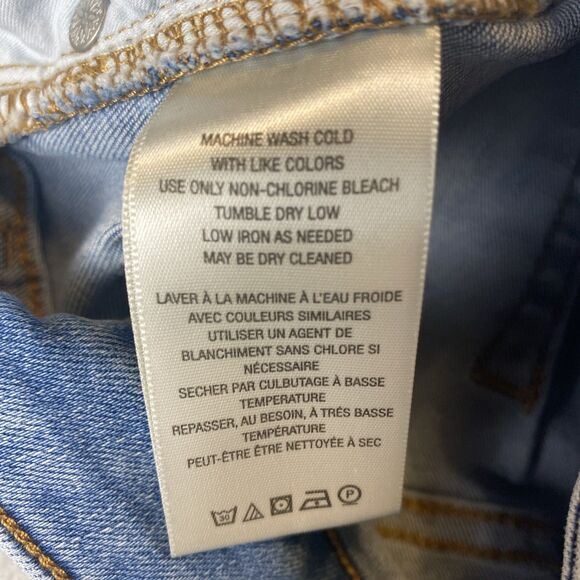 MACHINE WASH COLD
WITH LIKE COLORS
USE ONLY NON-CHLORINE BLEACH
TUMBLE DRY LOW
LOW IRON AS NEEDED
MAY BE DRY CLEANED
LAVER À LA MACHINE À L'EAU FROIDE
AVEC COULEURS SIMILAIRES
UTILISER UN AGENT DE
BLANCHIMENT SANS CHLORE SI
NÉCESSAIRE
SECHER PAR CULBUTAGE À BASSE
TEMPERATURE
REPASSER, AU BESOIN, À TRÉS BASSE
TEMPÉRATURE
PEUT-ÊTRE ÊTRE NETTOYÉE À SEC
30 P